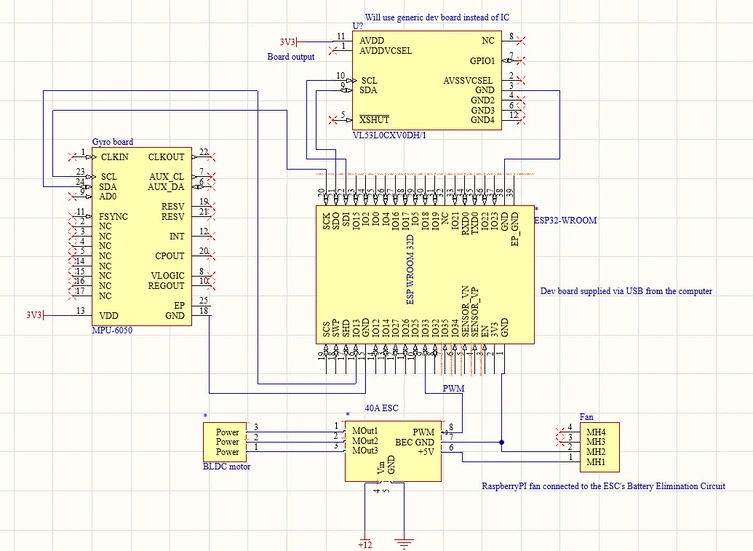 Will use generic dev board instead of IC
U?
3V3
11 AVDD NC 8
1 AVDDVCSEL
GPIO1 7
Board output
10 SCL AVSSVCSEL 2
9 SDA GND 3
GND2 4
GND3 6
5 XSHUT GND4 12
VL53L0CXV0DH/1
Gyro board
1 CLKIN CLKOUT 22
23 SCL AUX_CL 7
24 SDA AUX_DA 6
9 AD0
RESV 19
11 FSYNC RESV 21
2 NC
3 NC
4 NC INT 12
5 NC
14 NC CPOUT 20
15 NC
16 NC VLOGIC 8
17 NC REGOUT 10
EP 25
3V3 13 VDD GND 18
MPU-6050
SCK SDO SDI IO15 IO2 IO0 IO4 IO16 IO17 IO5 IO18 IO19 NC IO21 RXD0 TXD0 IO22 IO23 GND EP_GND
38 39
ESP32-WROOM
ESP WROOM 32D
Dev board supplied via USB from the computer
SCS SWP SHD IO13 GND IO12 IO14 IO27 IO26 IO25 IO33 IO32 IO35 IO34 SENSOR_VN SENSOR_VP EN 3V3 GND
PWM
40A ESC
Fan
Power 3 1 MOut1 PWM 8
Power 2 2 MOut2 BEC GND 7
Power 1 3 MOut3 +5V 6
BLDC motor
Vin GND
4 5
+12
4 MH4
3 MH3
2 MH2
1 MH1
RaspberryPI fan connected to the ESC's Battery Elimination Circuit